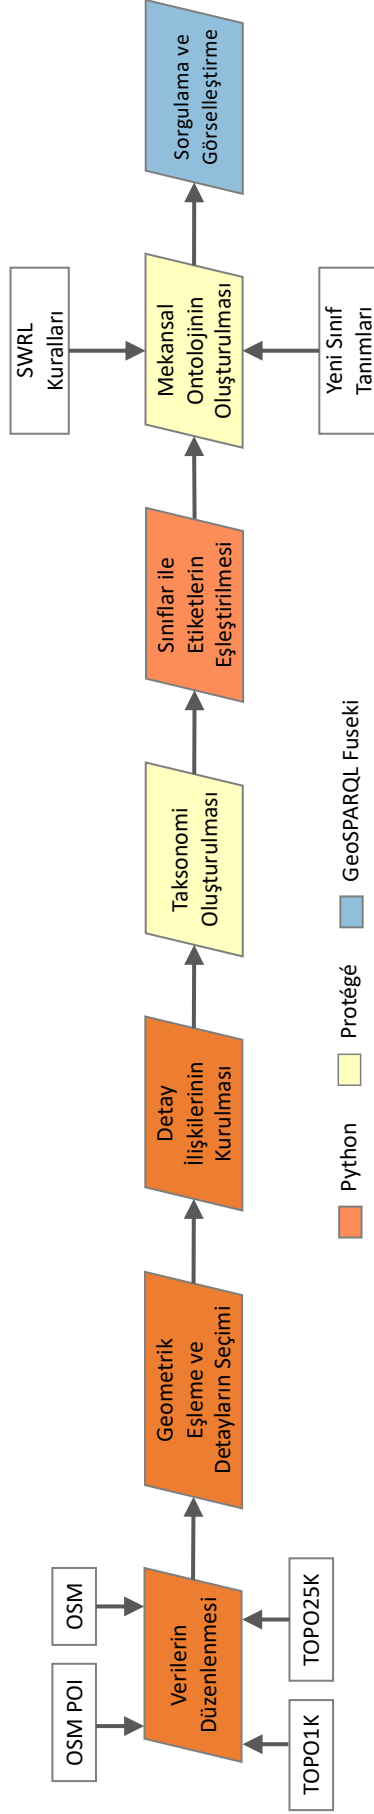 OSM POI
OSM
TOPO1K
TOPO25K
Verilerin
Düzenlenmesi
Geometrik
Eşleme ve
Detayların Seçimi
Detay
İlişkilerinin
Kurulması
Taksonomi
Oluşturulması
Sınıflar ile
Etiketlerin
Eşleştirilmesi
SWRL
Kuralları
Mekansal
Ontolojinin
Oluşturulması
Yeni Sınıf
Tanımları
Sorgulama ve
Görselleştirme
Python
Protégé
GeoSPARQL Fuseki